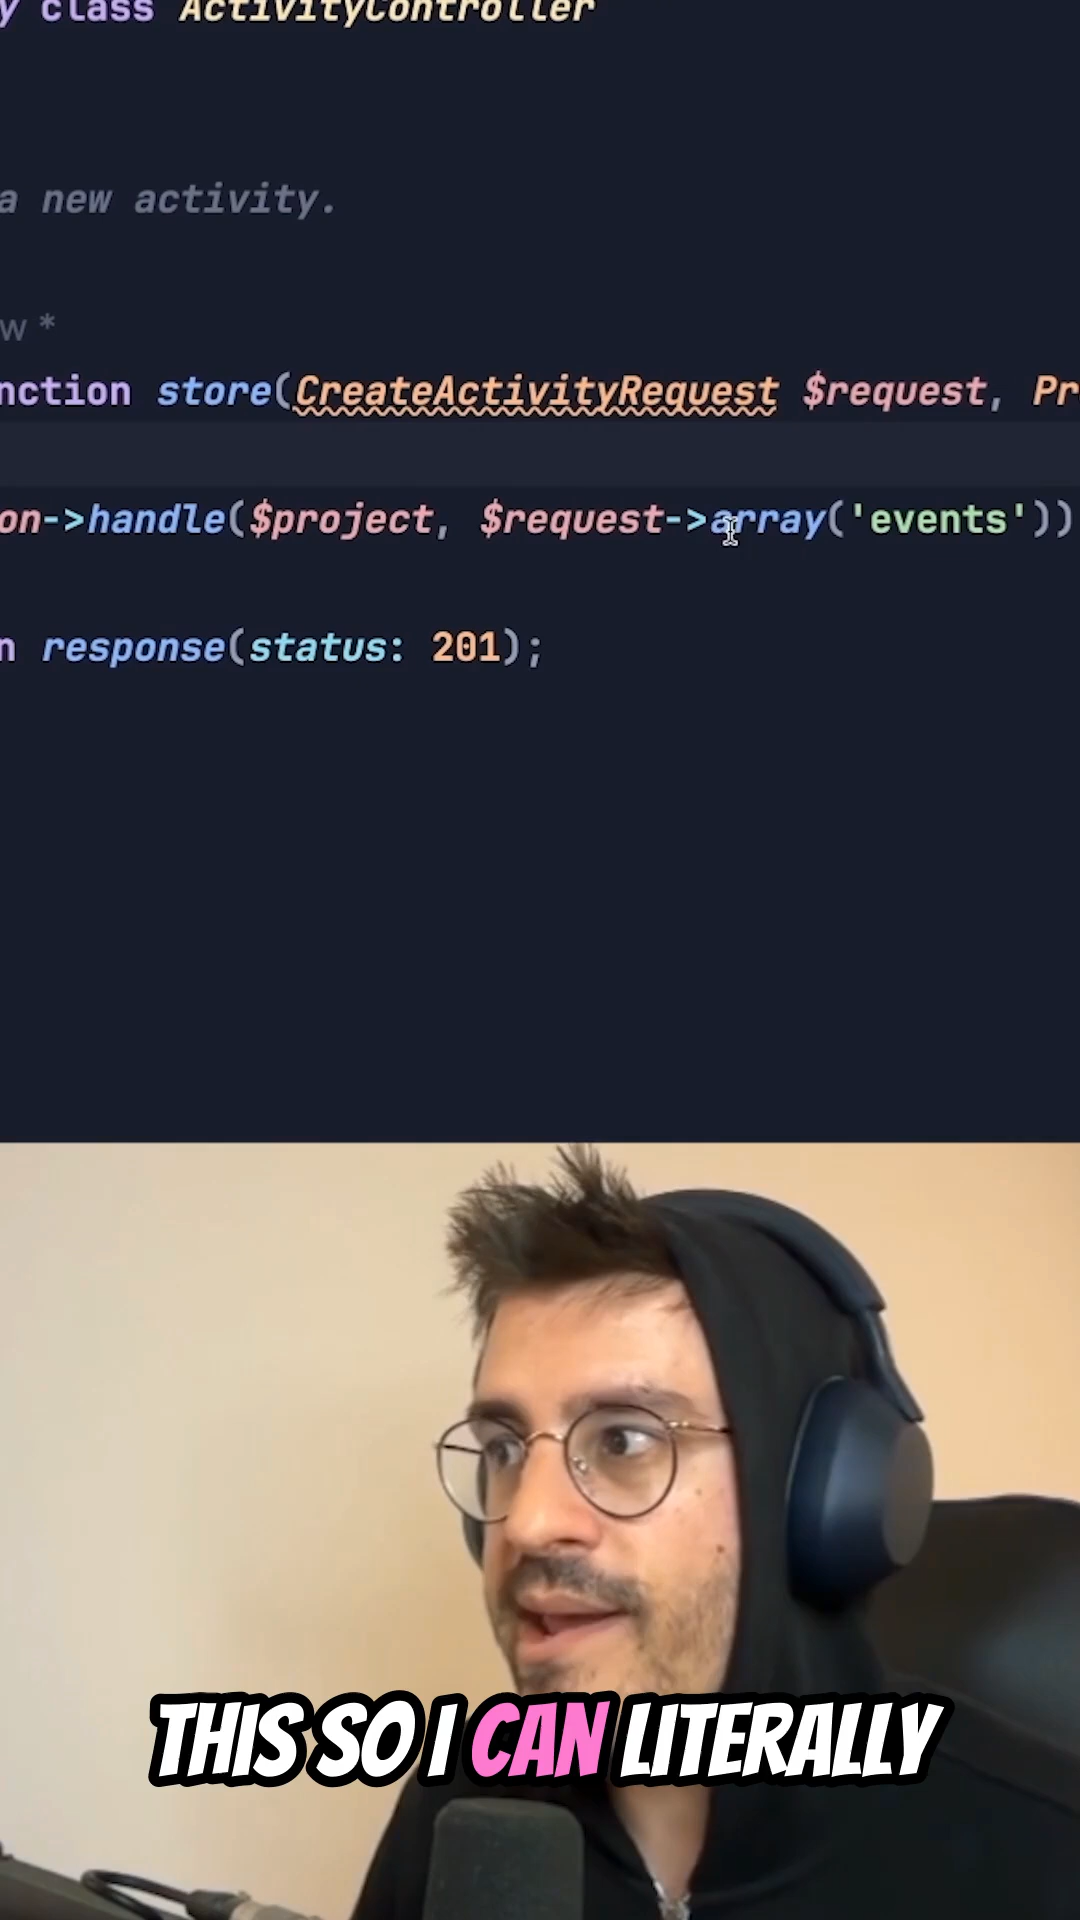 y class ActivityController
a new activity.
w *
nction store(CreateActivityRequest $request, Pr
on->handle($project, $request->array('events'))
n response(status: 201);
THIS SO I CAN LITERALLY